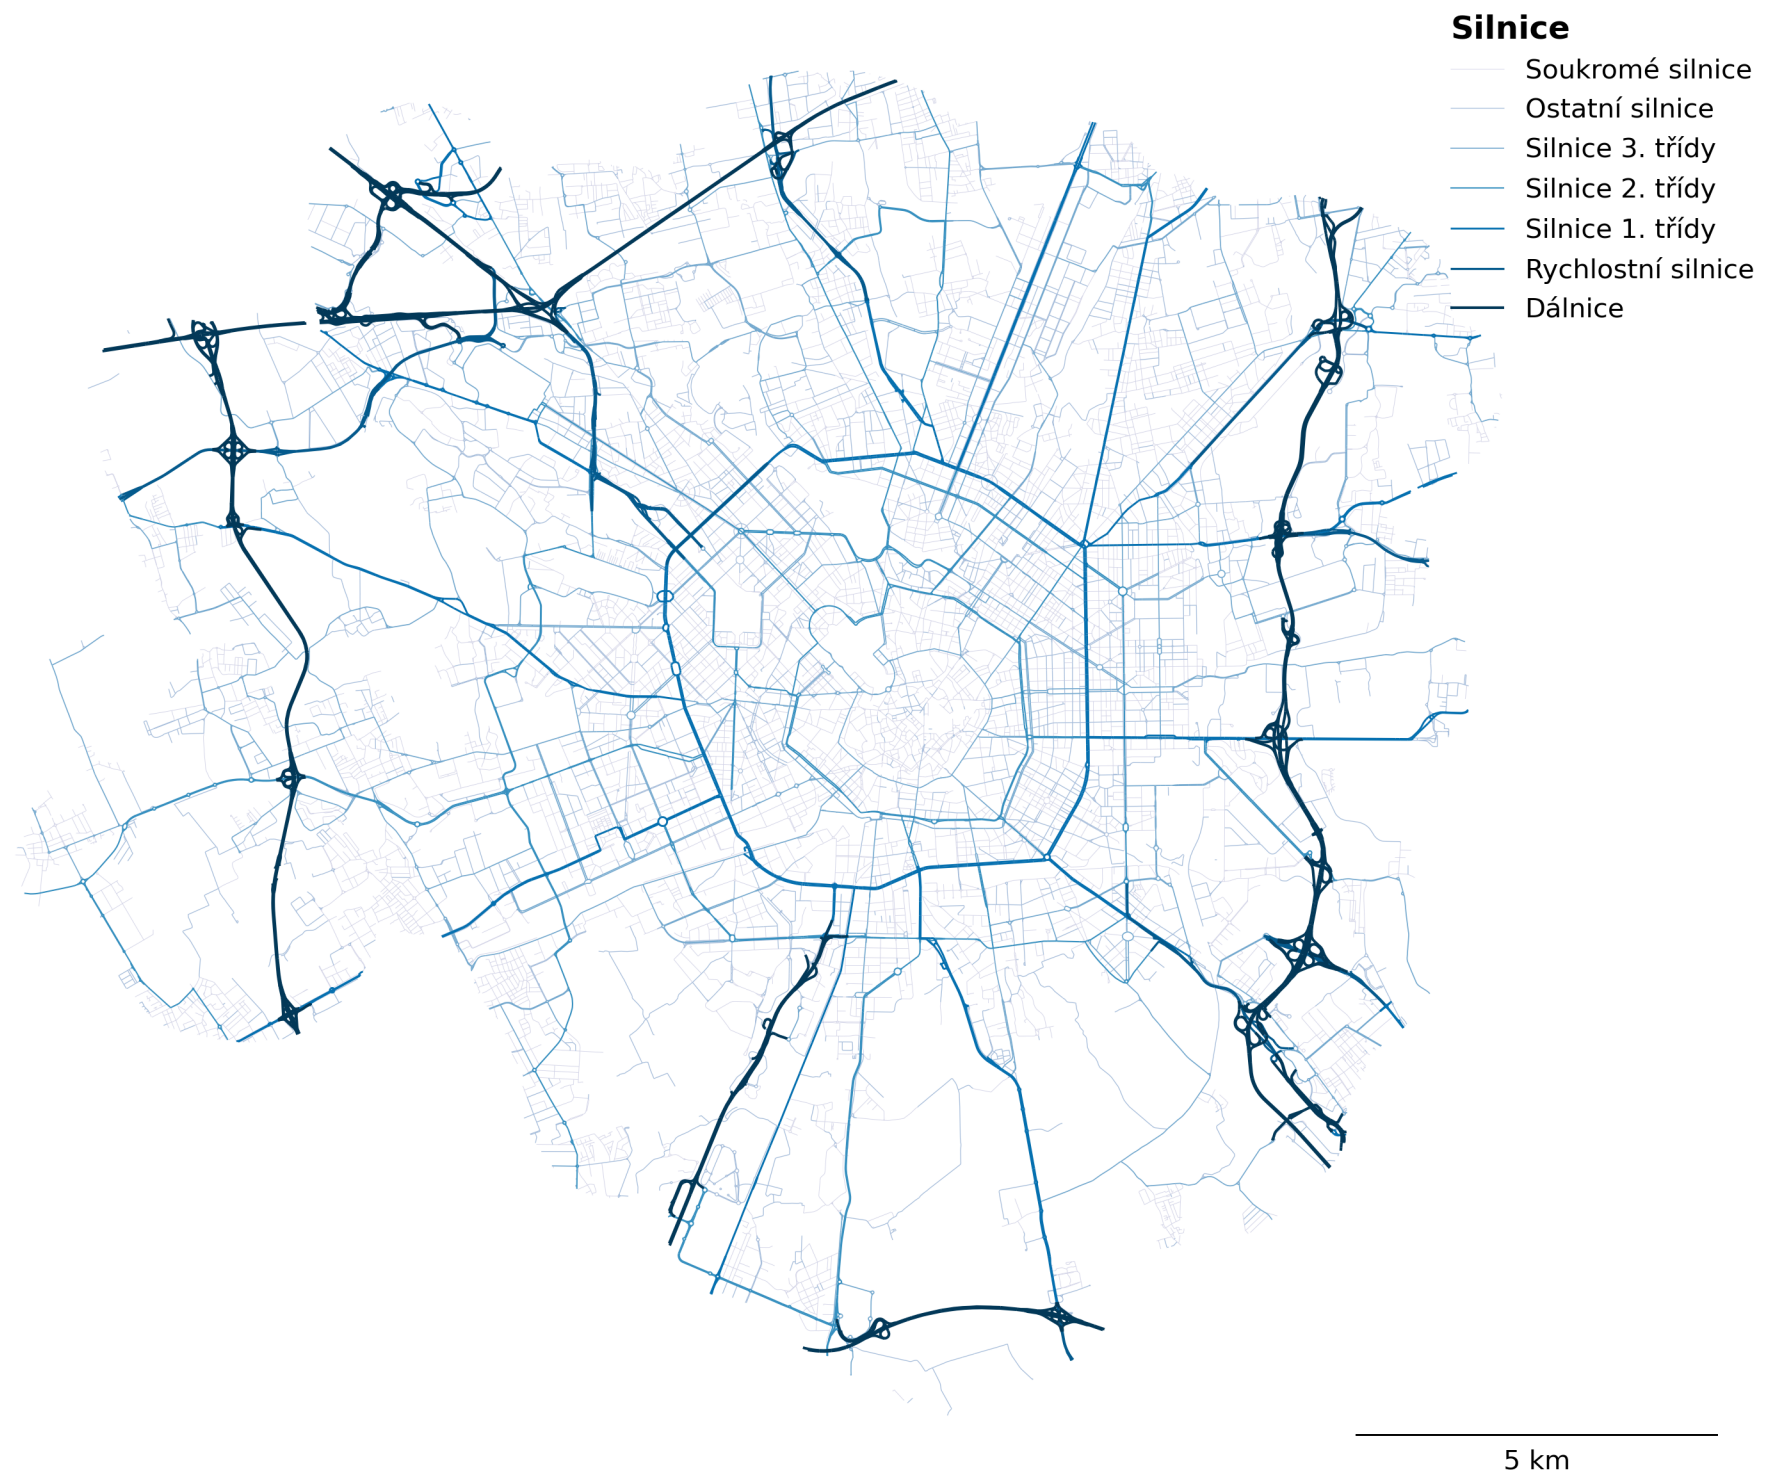 Silnice
Soukromé silnice
Ostatní silnice
Silnice 3. třídy
Silnice 2. třídy
Silnice 1. třídy
Rychlostní silnice
Dálnice
5 km